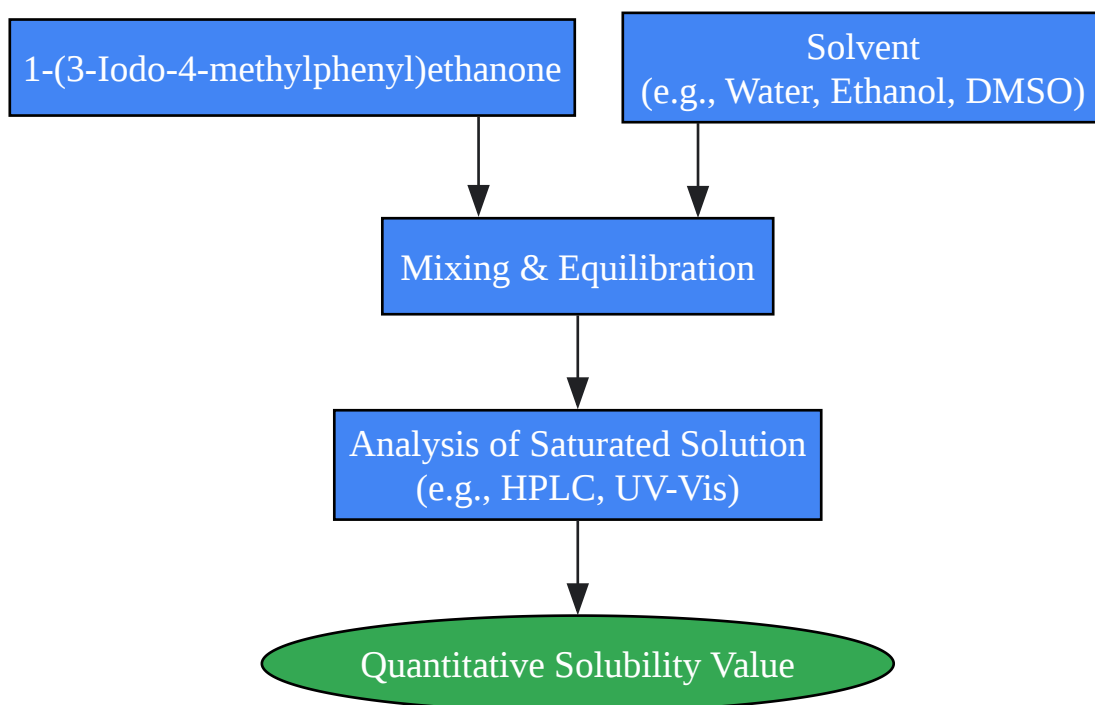 1-(3-Iodo-4-methylphenyl)ethanone
Solvent
(e.g., Water, Ethanol, DMSO)
Mixing & Equilibration
Analysis of Saturated Solution
(e.g., HPLC, UV-Vis)
Quantitative Solubility Value